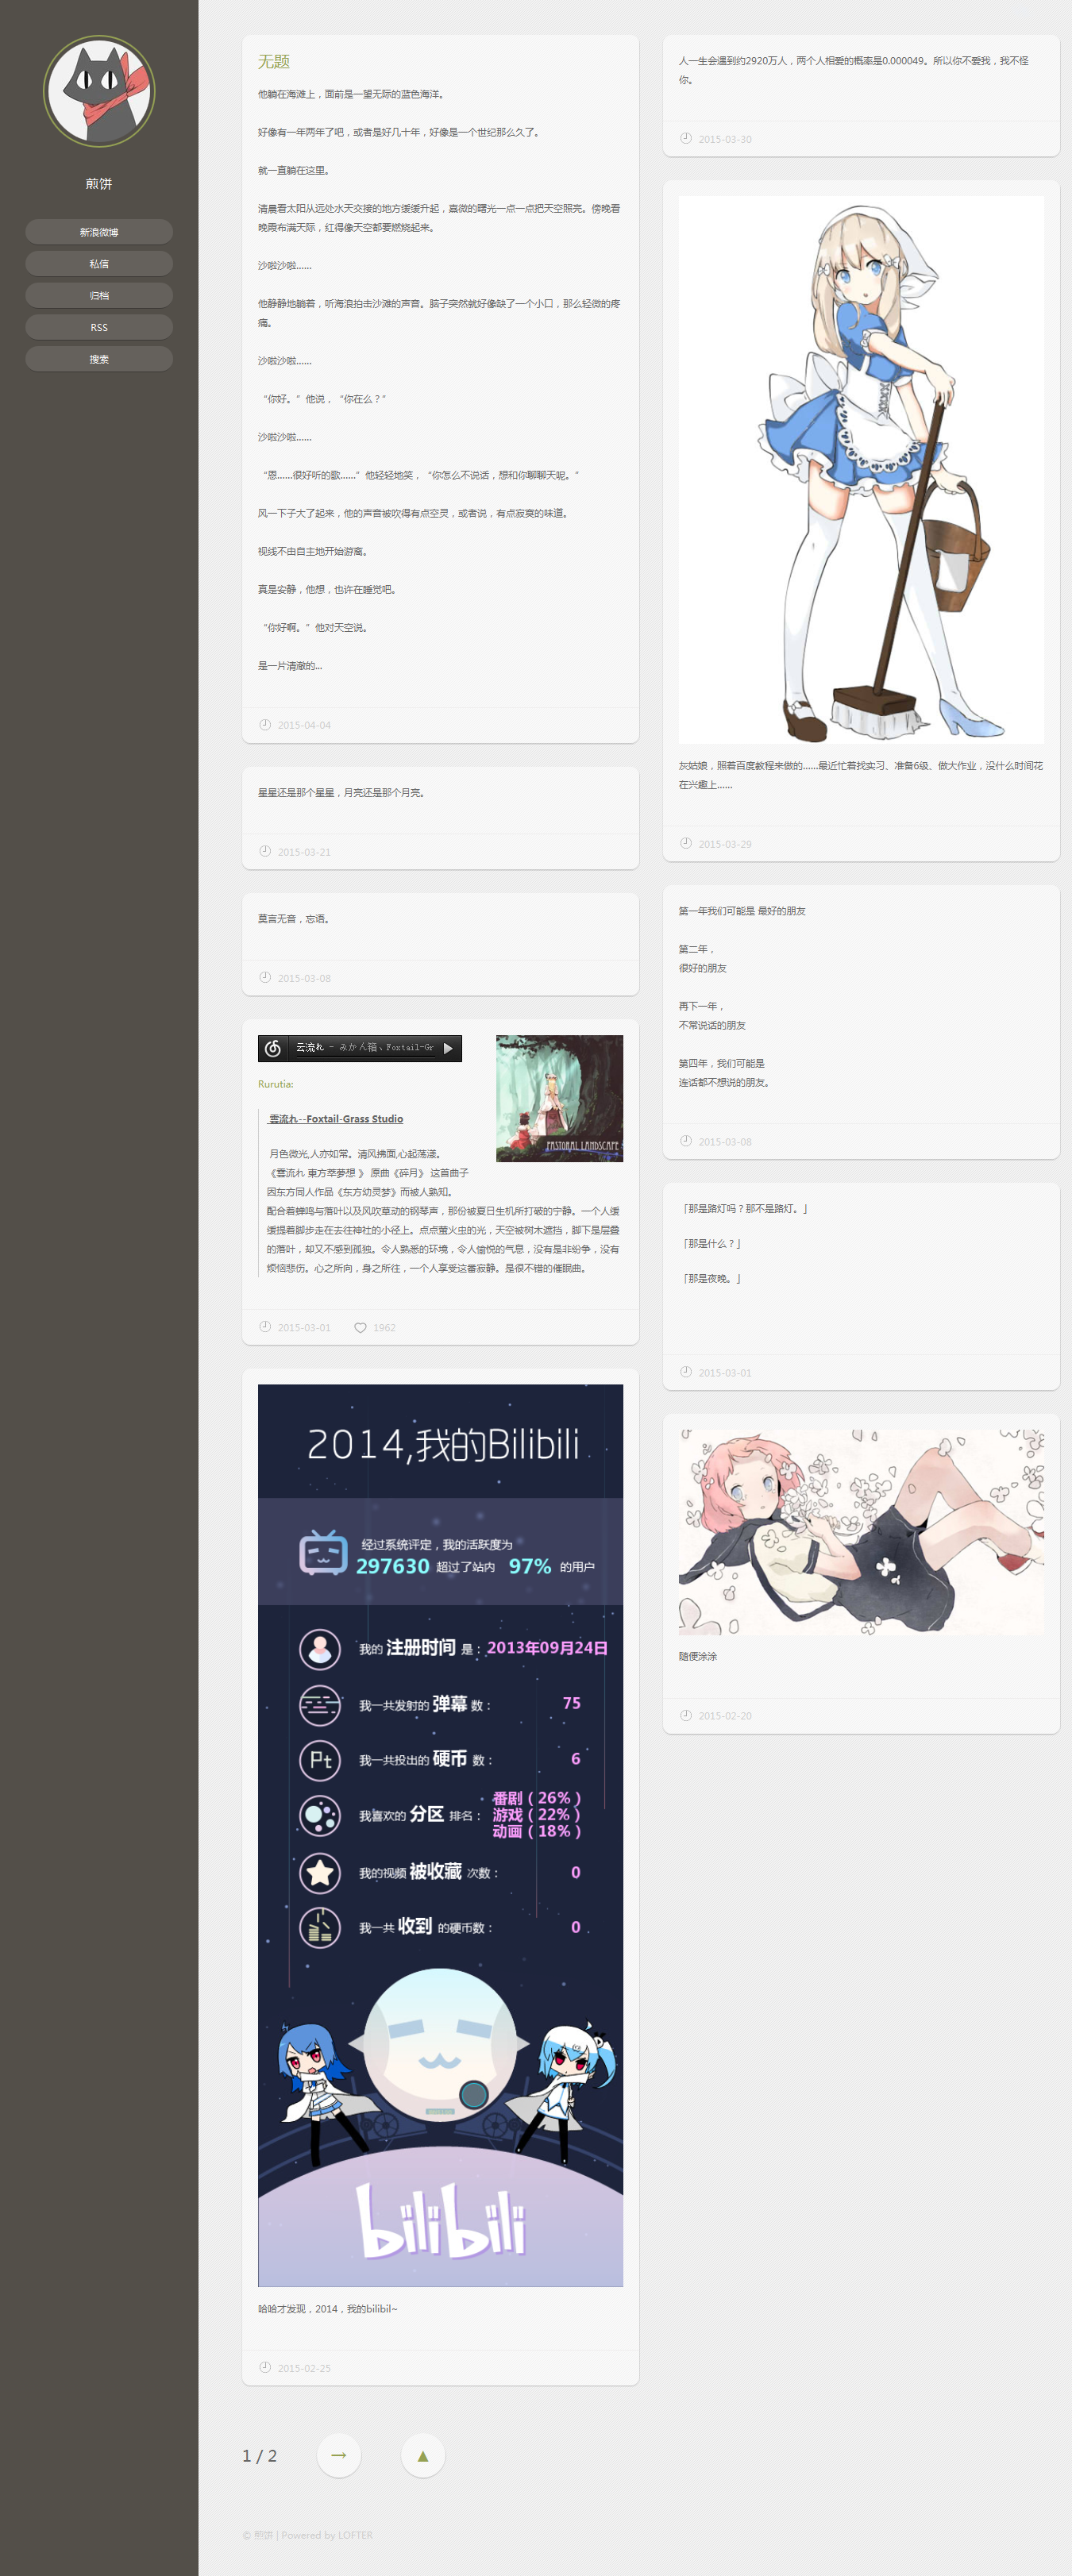 煎饼
新浪微博
私信
归档
RSS
搜索
无题
他躺在海滩上，面前是一望无际的蓝色海洋。
好像有一年两年了吧，或者是好几十年，好像是一个世纪那么久了。
就一直躺在这里。
清晨看太阳从远处水天交接的地方缓缓升起，熹微的曙光一点一点把天空照亮。傍晚看
晚霞布满天际，红得像天空都要燃烧起来。
沙啦沙啦……
他静静地躺着，听海浪拍击沙滩的声音。脑子突然就好像缺了一个小口，那么轻微的疼
痛。
沙啦沙啦……
“你好。”他说，“你在么？”
沙啦沙啦……
“恩……很好听的歌……”他轻轻地笑，“你怎么不说话，想和你聊聊天呢。”
风一下子大了起来，他的声音被吹得有点空灵，或者说，有点寂寞的味道。
视线不由自主地开始游离。
真是安静，他想，也许在睡觉吧。
“你好啊。”他对天空说。
是一片清澈的...
2015-04-04
星星还是那个星星，月亮还是那个月亮。
2015-03-21
莫言无音，忘语。
2015-03-08
云流れ - みかん箱、Foxtail-Gr
PASTORAL LANDSCAPE
Rurutia:
雲流れ--Foxtail-Grass Studio
月色微光,人亦如常。清风拂面,心起荡漾。
《雲流れ 東方萃夢想 》 原曲《碎月》 这首曲子
因东方同人作品《东方幼灵梦》而被人熟知。
配合着蝉鸣与落叶以及风吹草动的钢琴声，那份被夏日生机所打破的宁静。一个人缓
缓提着脚步走在去往神社的小径上。点点萤火虫的光，天空被树木遮挡，脚下是层叠
的落叶，却又不感到孤独。令人熟悉的环境，令人愉悦的气息，没有是非纷争，没有
烦恼悲伤。心之所向，身之所往，一个人享受这番寂静。是很不错的催眠曲。
2015-03-01 1962
2014,我的Bilibili
经过系统评定，我的活跃度为
297630 超过了站内 97% 的用户
我的 注册时间 是：2013年09月24日
我一共发射的 弹幕 数： 75
Pt 我一共投出的 硬币 数： 6
番剧（26%）
我喜欢的 分区 排名： 游戏（22%）
动画（18%）
我的视频 被收藏 次数： 0
我一共 收到 的硬币数： 0
bilibili
哈哈才发现，2014，我的bilibil~
2015-02-25
人一生会遇到约2920万人，两个人相爱的概率是0.000049。所以你不爱我，我不怪
你。
2015-03-30
灰姑娘，照着百度教程来做的……最近忙着找实习、准备6级、做大作业，没什么时间花
在兴趣上……
2015-03-29
第一年我们可能是 最好的朋友
第二年，
很好的朋友
再下一年，
不常说话的朋友
第四年，我们可能是
连话都不想说的朋友。
2015-03-08
「那是路灯吗？那不是路灯。」
「那是什么？」
「那是夜晚。」
2015-03-01
随便涂涂
2015-02-20
1 / 2 → ▲
© 煎饼 | Powered by LOFTER